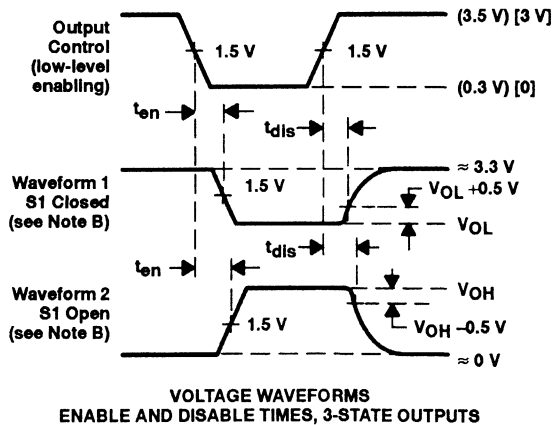 Output
Control
(low-level
enabling)
1.5 V
1.5 V
(3.5 V) [3 V]
(0.3 V) [0]
ten
tdis
Waveform 1
S1 Closed
(see Note B)
1.5 V
≈ 3.3 V
VOL +0.5 V
VOL
tdis
ten
Waveform 2
S1 Open
(see Note B)
1.5 V
VOH
VOH –0.5 V
≈ 0 V
VOLTAGE WAVEFORMS
ENABLE AND DISABLE TIMES, 3-STATE OUTPUTS